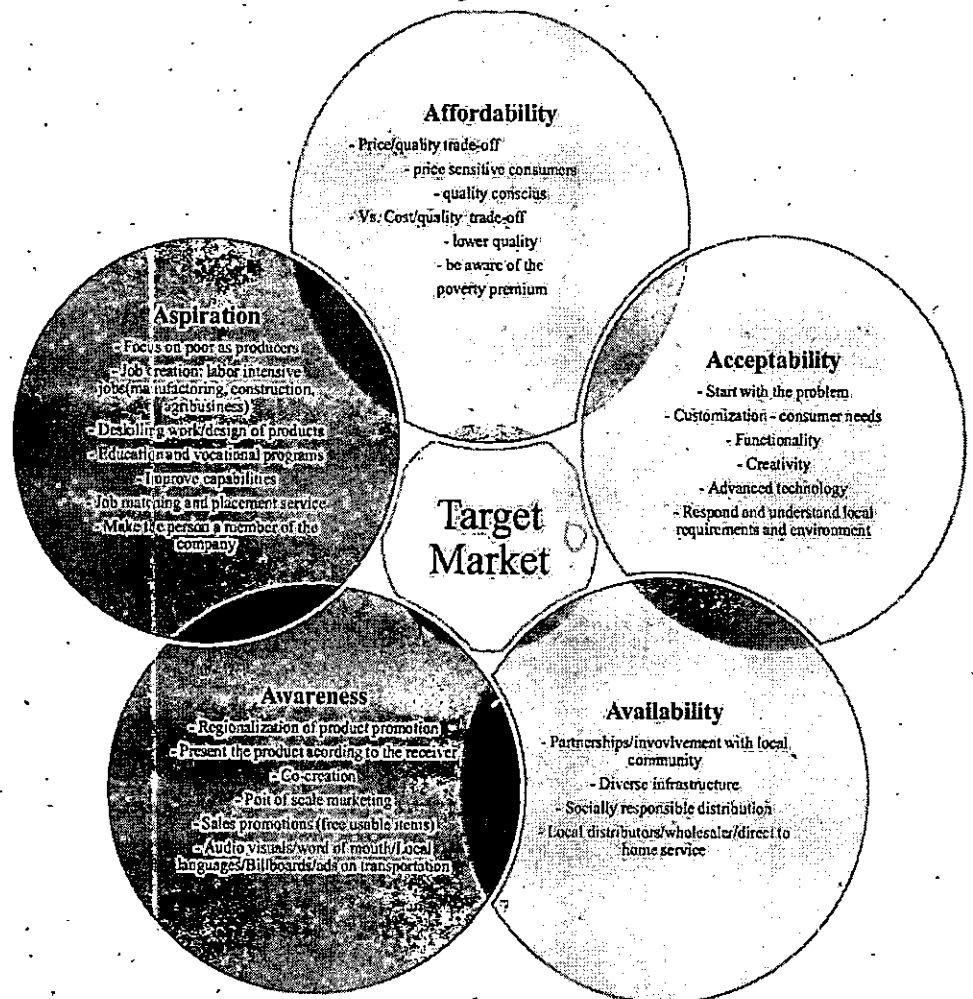 Affordability
- Price/quality trade-off
- price sensitive consumers
- quality conscius
- Vs. Cost/quality trade-off
- lower quality
- be aware of the
poverty premium
Acceptability
- Start with the problem
- Customization - consumer needs
- Functionality
- Creativity
- Advanced technology
- Respond and understand local
requirements and environment
Availability
- Partnerships/invovlvement with local
community
- Diverse infrastructure
- Socially responsible distribution
- Local distributors/wholesaler/direct to
home service
Awareness
- Regionalization of product promotion
- Present the product acording to the receiver
- Co-creation
- Poit of scale marketing
- Sales promotions (free usable items)
- Audio visuals/word of mouth/Local
languages/Billboards/ads on transportation
Aspiration
- Focus on poor as producers
- Job creation: labor intensive
jobs(manufactoring, construction,
agribusiness)
- Deskilling work/design of products
- Education and vocational programs
- Improve capabilities
- Job matching and placement service
- Make the person a member of the
company
Target
Market